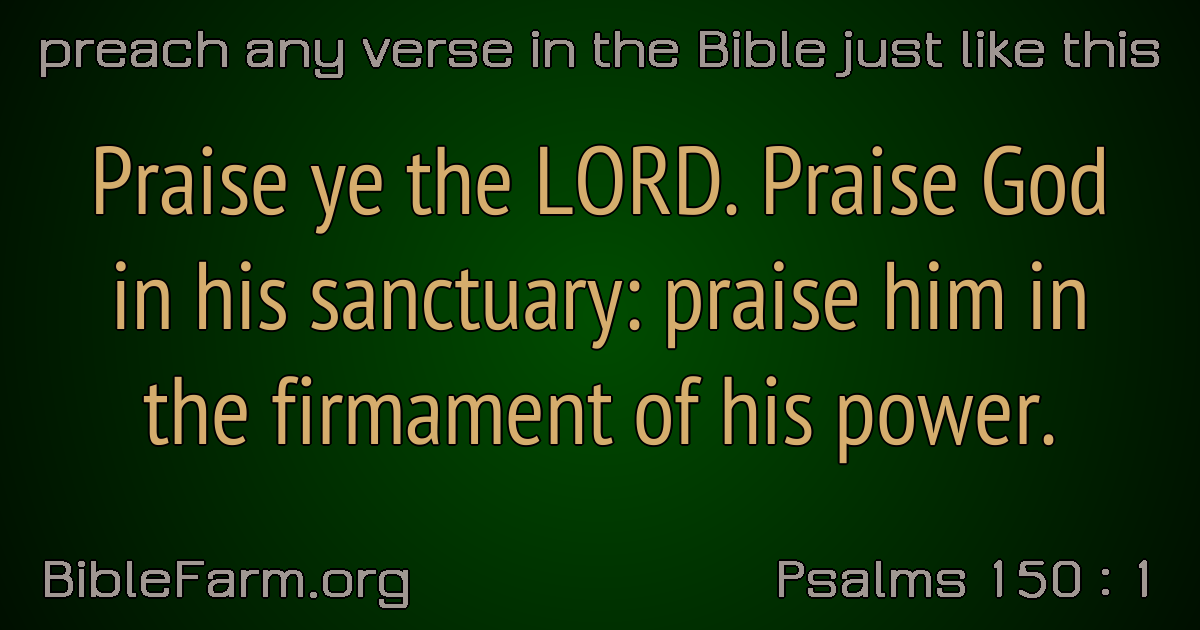 preach any verse in the Bible just like this
Praise ye the LORD. Praise God
in his sanctuary: praise him in
the firmament of his power.
BibleFarm.org
Psalms 150 : 1